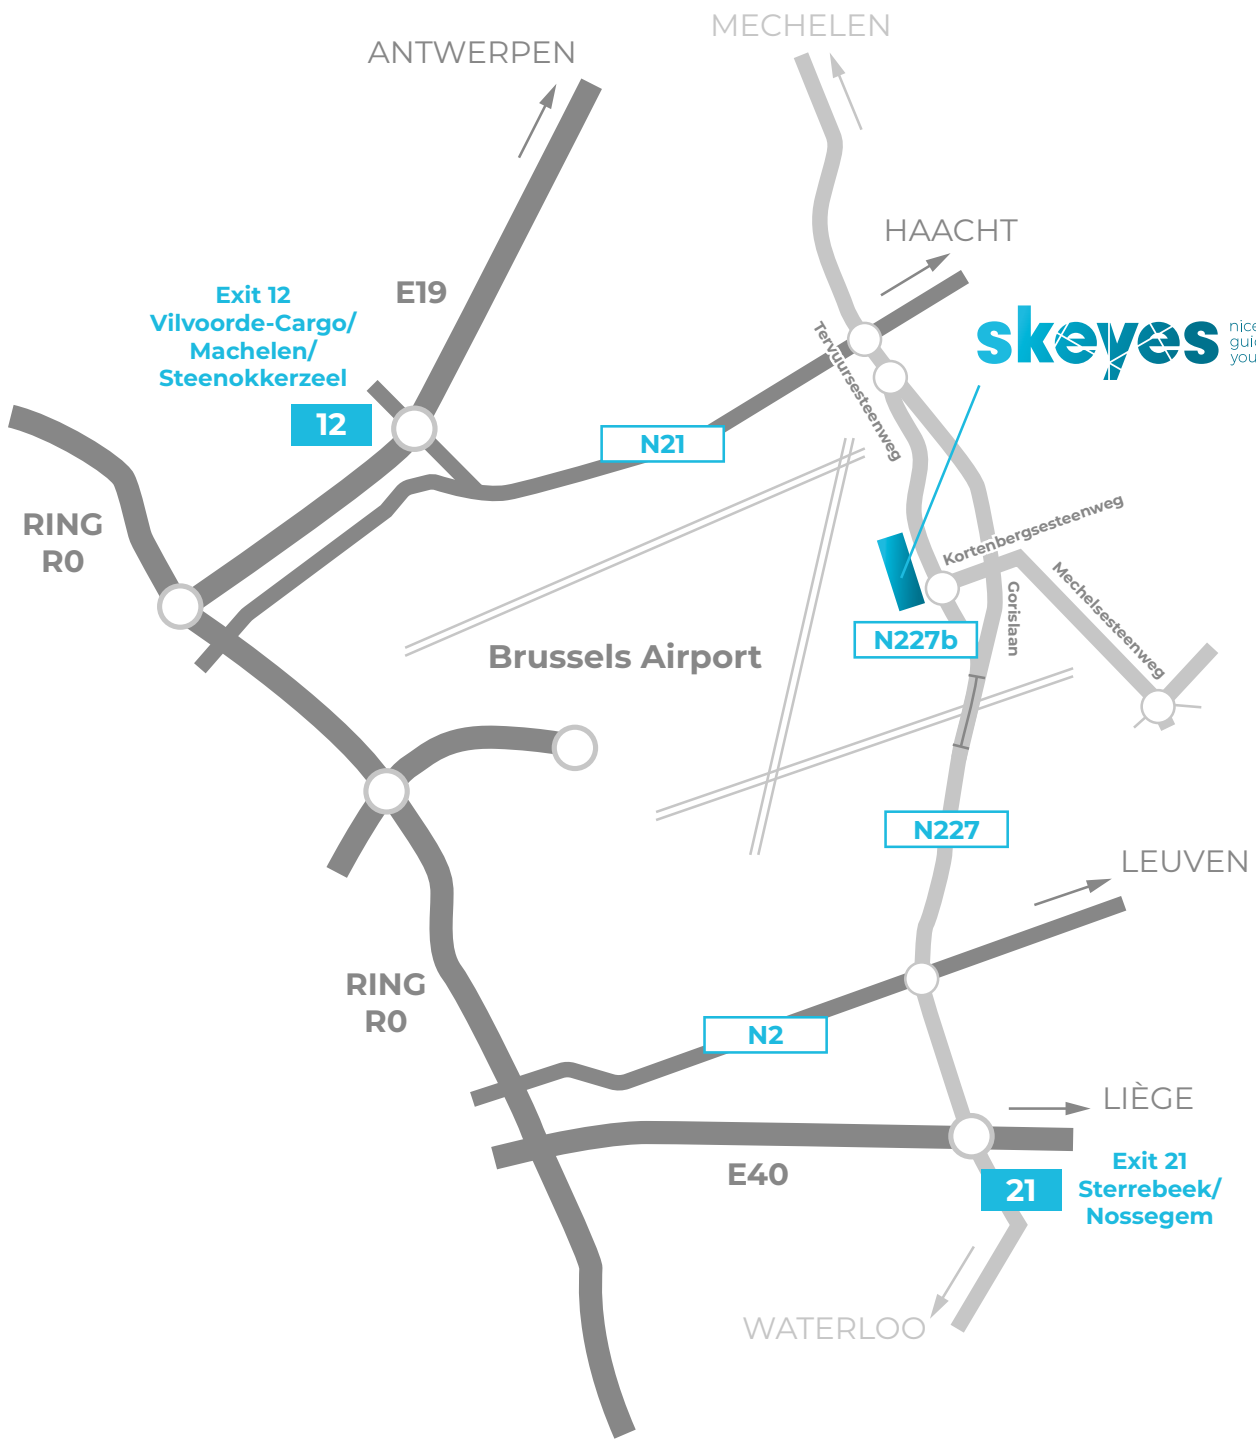 MECHELEN
ANTWERPEN
HAACHT
E19
Exit 12
Vilvoorde-Cargo/
Machelen/
Steenokkerzeel
12
skeyes
Tervuursesteenweg
N21
RING
R0
Kortenbergsesteenweg
Mechelsesteenweg
Gorislaan
N227b
Brussels Airport
N227
LEUVEN
RING
R0
N2
LIÈGE
E40
21
Exit 21
Sterrebeek/
Nossegem
WATERLOO